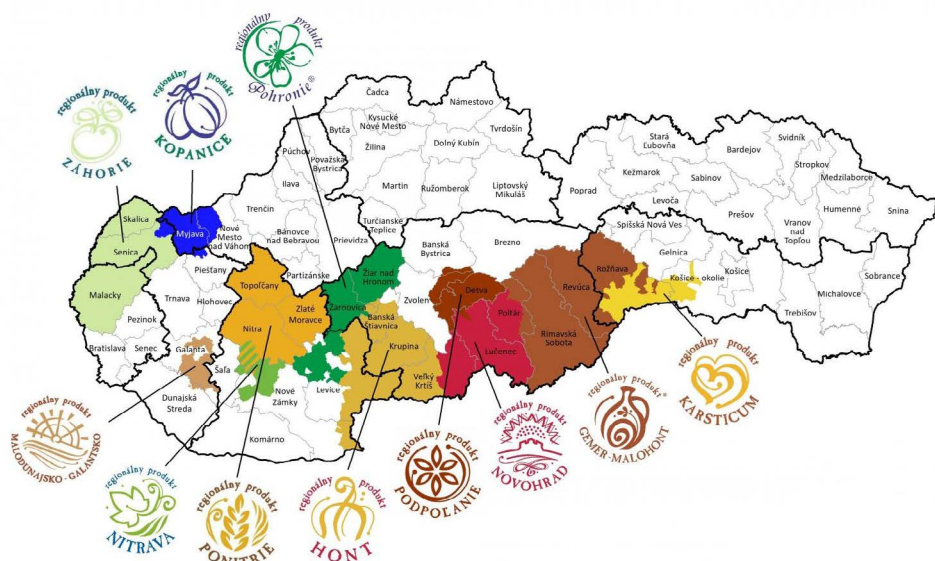 regionálny produkt
Pohronie®
regionálny produkt
KOPANICE
regionálny produkt
ZÁHORIE
Čadca
Námestovo
Kysucké
Nové Mesto
Tvrdošín
Bytča
Žilina
Dolný Kubín
Púchov
Považská
Bystrica
Martin
Ružomberok
Liptovský
Mikuláš
Ilava
Trenčín
Turčianske
Teplice
Prievidza
Banovce
nad Bebravou
Partizánske
Skalica
Senica
Myjava
Nové
Mesto
nad Váhom
Malacky
Piešťany
Trnava
Hlohovec
Pezinok
Bratislava
Senec
Galanta
Šaľa
Dunajská
Streda
Topoľčany
Nitra
Zlaté
Moravce
Nové
Zámky
Komárno
Levice
Žiar nad
Hronom
Žarnovica
Banská
Štiavnica
Krupina
Veľký
Krtíš
Banská
Bystrica
Brezno
Zvolen
Detva
Poltár
Lučenec
Rimavská
Sobota
Revúca
Rožňava
Poprad
Kežmarok
Stará
Ľubovňa
Levoča
Sabinov
Bardejov
Prešov
Svidník
Stropkov
Medzilaborce
Humenné
Snina
Vranov
nad
Topľou
Spišská Nová Ves
Gelnica
Košice - okolie
Košice
Trebišov
Michalovce
Sobrance
regionálny produkt
MALODUNAJSKO-GALANTSKO
regionálny produkt
NITRAVA
regionálny produkt
PONITRIE
regionálny produkt
HONT
regionálny produkt
PODPOĽANIE
regionálny produkt
NOVOHRAD
regionálny produkt®
GEMER-MALOHONT
regionálny produkt
KARSTICUM